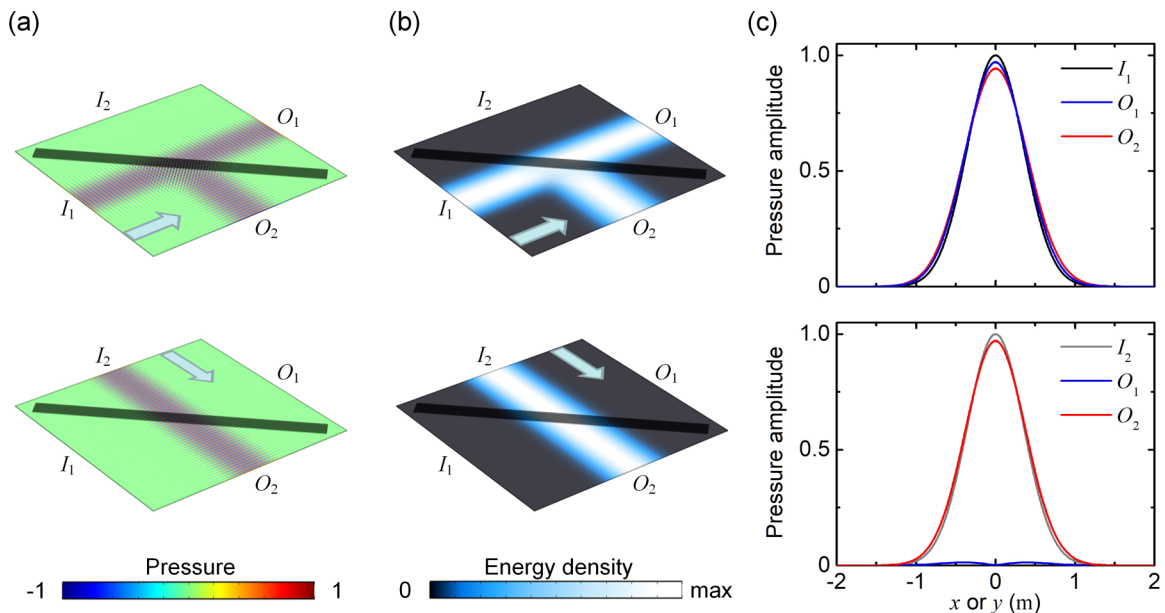 (a)
(b)
(c)
I₂
O₁
I₁
O₂
I₂
O₁
I₁
O₂
Pressure amplitude
1.0
0.5
0
I₁
O₁
O₂
I₂
O₁
I₁
O₂
I₂
O₁
I₁
O₂
Pressure amplitude
1.0
0.5
0
I₂
O₁
O₂
-2
-1
0
1
2
x or y (m)
Pressure
-1
1
Energy density
0
max